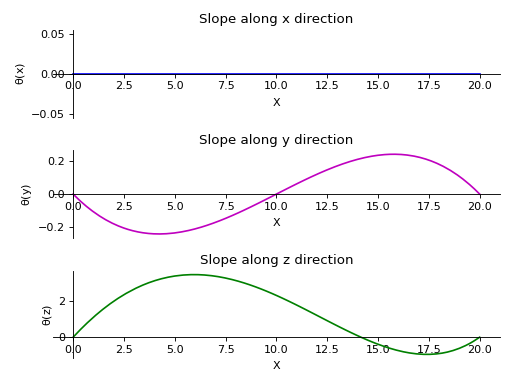 Slope along x direction
0.05
0.00
−0.05
θ(x)
0.0 2.5 5.0 7.5 10.0 12.5 15.0 17.5 20.0
X
Slope along y direction
0.2
0.0
−0.2
θ(y)
0.0 2.5 5.0 7.5 10.0 12.5 15.0 17.5 20.0
X
Slope along z direction
2
0
θ(z)
0.0 2.5 5.0 7.5 10.0 12.5 15.0 17.5 20.0
X